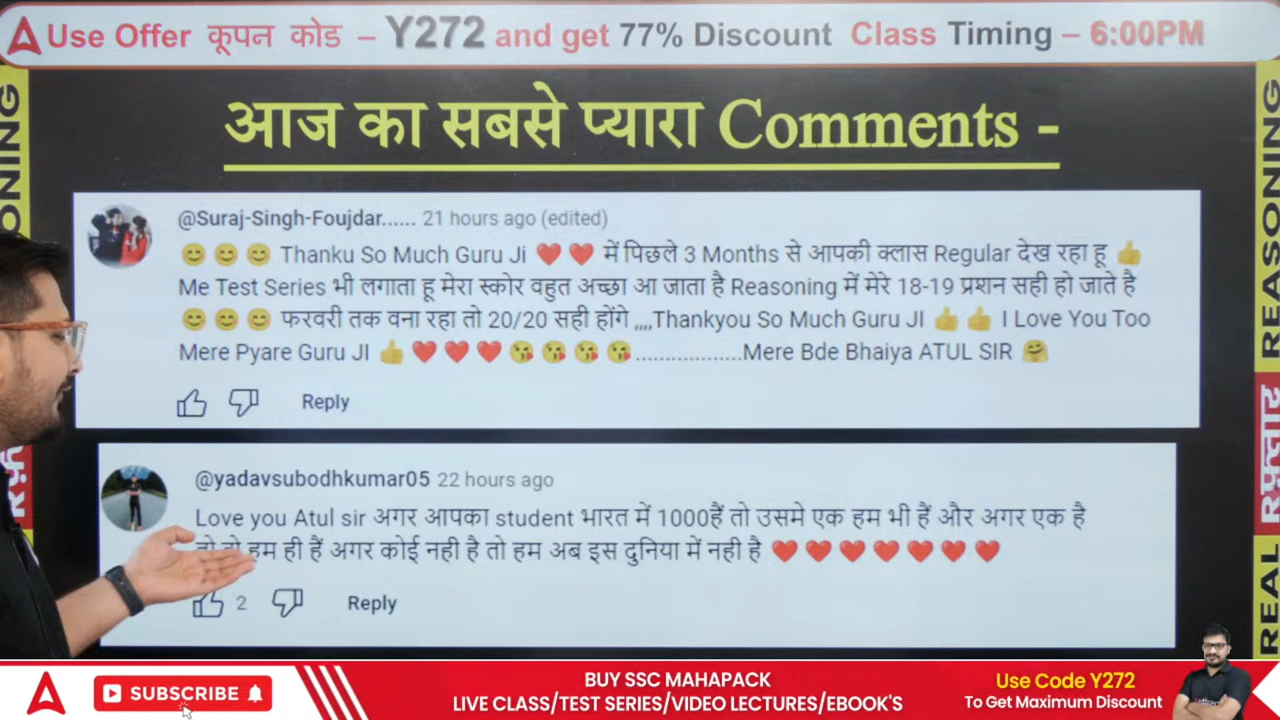 Use Offer कूपन कोड – Y272 and get 77% Discount Class Timing – 6:00PM
आज का सबसे प्यारा Comments -
@Suraj-Singh-Foujdar...... 21 hours ago (edited)
😊 😊 😊 Thanku So Much Guru Ji ❤️ ❤️ में पिछले 3 Months से आपकी क्लास Regular देख रहा हू 👍
Me Test Series भी लगाता हू मेरा स्कोर वहुत अच्छा आ जाता है Reasoning में मेरे 18-19 प्रशन सही हो जाते है
😊 😊 😊 फरवरी तक वना रहा तो 20/20 सही होंगे ,,,,Thankyou So Much Guru JI 👍 👍 I Love You Too
Mere Pyare Guru JI 👍 ❤️ ❤️ ❤️ 😘 😘 😘 😘 ..................Mere Bde Bhaiya ATUL SIR 🤗
Reply
@yadavsubodhkumar05 22 hours ago
Love you Atul sir अगर आपका student भारत में 1000हैं तो उसमे एक हम भी हैं और अगर एक है
हम ही हैं अगर कोई नही है तो हम अब इस दुनिया में नही है ❤️ ❤️ ❤️ ❤️ ❤️ ❤️ ❤️
2 Reply
ONING
REASONING
रफ़्तार
REAL
SUBSCRIBE
BUY SSC MAHAPACK
LIVE CLASS/TEST SERIES/VIDEO LECTURES/EBOOK'S
Use Code Y272
To Get Maximum Discount